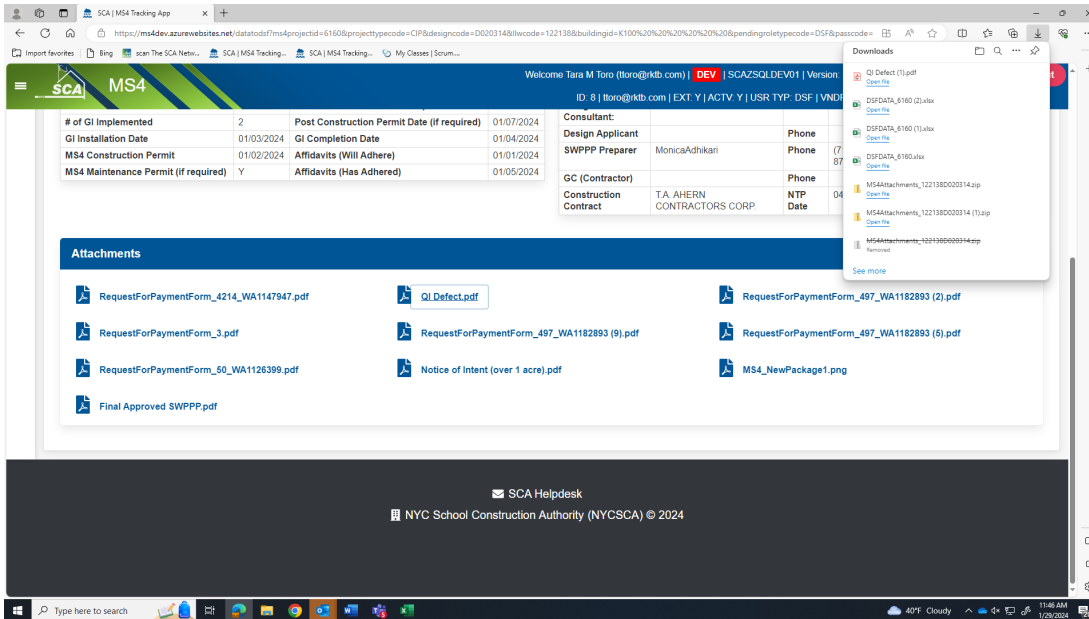 SCA | MS4 Tracking App
https://ms4dev.azurewebsites.net/datatodsf?ms4projectid=6160&projecttypecode=CIP&designcode=D020314&llwcode=122138&buildingid=K100%20%20%20%20%20%20&pendingroletypecode=DSF&passcode=
Import favorites Bing scan The SCA Netw... SCA | MS4 Tracking... SCA | MS4 Tracking... My Classes | Scrum....
Downloads
QI Defect (1).pdf
Open file
DSFDATA_6160 (2).xlsx
Open file
DSFDATA_6160 (1).xlsx
Open file
DSFDATA_6160.xlsx
Open file
MS4Attachments_122138D020314.zip
Open file
MS4Attachments_122138D020314 (1).zip
Open file
MS4Attachments_122138D020314.zip
Removed
See more
SCA MS4
Welcome Tara M Toro (ttoro@rktb.com) | DEV | SCAZSQLDEV01 | Version:
ID: 8 | ttoro@rktb.com | EXT: Y | ACTV: Y | USR TYP: DSF | VNDR
# of GI Implemented 2 Post Construction Permit Date (if required) 01/07/2024
GI Installation Date 01/03/2024 GI Completion Date 01/04/2024
MS4 Construction Permit 01/02/2024 Affidavits (Will Adhere) 01/01/2024
MS4 Maintenance Permit (if required) Y Affidavits (Has Adhered) 01/05/2024
Consultant:
Design Applicant Phone
SWPPP Preparer MonicaAdhikari Phone (7
87
GC (Contractor) Phone
Construction T.A. AHERN NTP 04
Contract CONTRACTORS CORP. Date
Attachments
RequestForPaymentForm_4214_WA1147947.pdf QI Defect.pdf RequestForPaymentForm_497_WA1182893 (2).pdf
RequestForPaymentForm_3.pdf RequestForPaymentForm_497_WA1182893 (9).pdf RequestForPaymentForm_497_WA1182893 (5).pdf
RequestForPaymentForm_50_WA1126399.pdf Notice of Intent (over 1 acre).pdf MS4_NewPackage1.png
Final Approved SWPPP.pdf
SCA Helpdesk
NYC School Construction Authority (NYCSCA) © 2024
Type here to search
40°F Cloudy
11:46 AM
1/29/2024